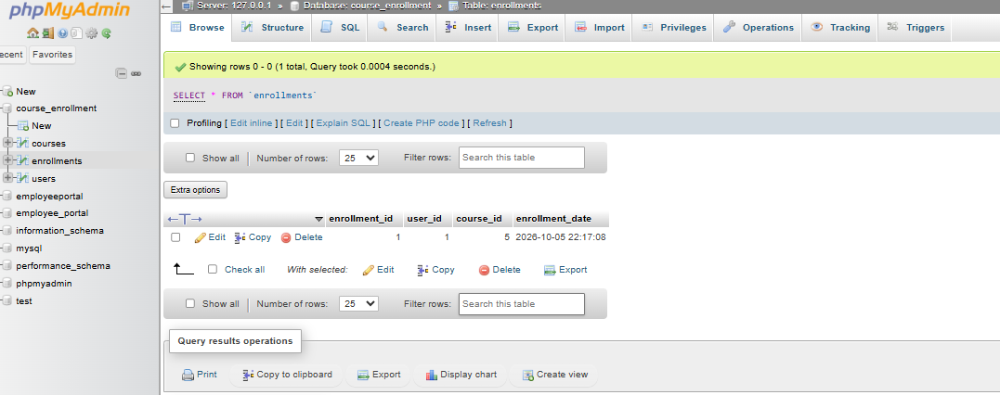 phpMyAdmin
Recent Favorites
New
course_enrollment
New
courses
enrollments
users
employeeportal
employee_portal
information_schema
mysql
performance_schema
phpmyadmin
test
Server: 127.0.0.1 » Database: course_enrollment » Table: enrollments
Browse Structure SQL Search Insert Export Import Privileges Operations Tracking Triggers
Showing rows 0 - 0 (1 total, Query took 0.0004 seconds.)
SELECT * FROM `enrollments`
Profiling [ Edit inline ] [ Edit ] [ Explain SQL ] [ Create PHP code ] [ Refresh ]
Show all Number of rows: 25 Filter rows: Search this table
Extra options
enrollment_id user_id course_id enrollment_date
Edit Copy Delete 1 1 5 2026-10-05 22:17:08
Check all With selected: Edit Copy Delete Export
Show all Number of rows: 25 Filter rows: Search this table
Query results operations
Print Copy to clipboard Export Display chart Create view